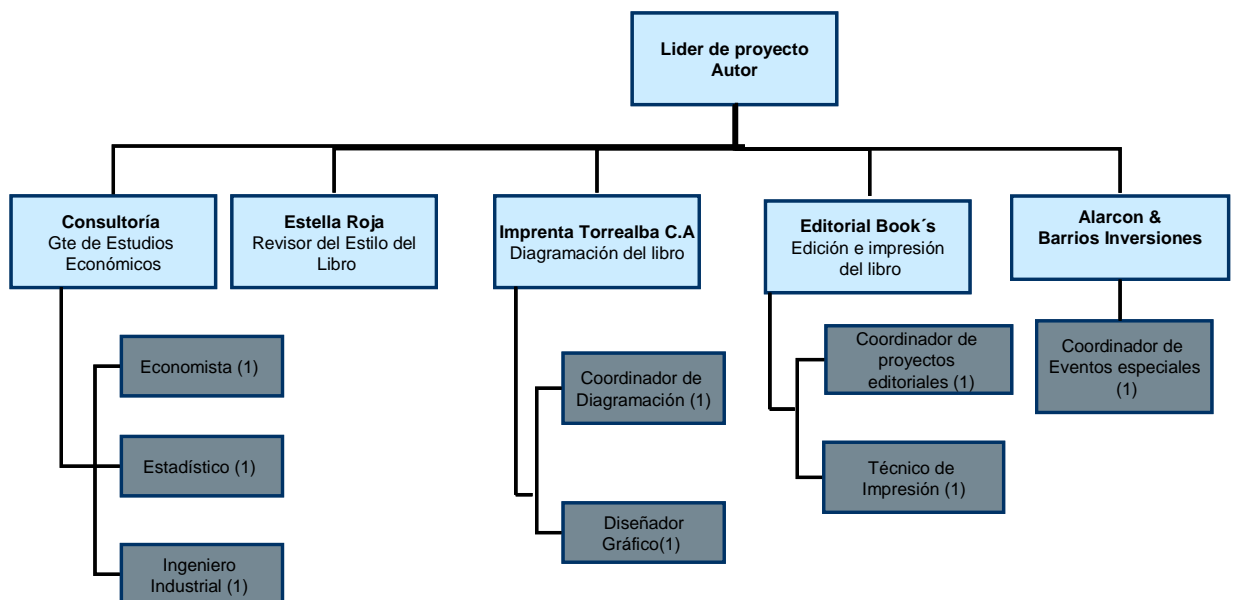 Lider de proyecto
Autor
Consultoría
Gte de Estudios
Económicos
Estella Roja
Revisor del Estilo del
Libro
Imprenta Torrealba C.A
Diagramación del libro
Editorial Book´s
Edición e impresión
del libro
Alarcon &
Barrios Inversiones
Economista (1)
Estadístico (1)
Ingeniero
Industrial (1)
Coordinador de
Diagramación (1)
Diseñador
Gráfico(1)
Coordinador de
proyectos
editoriales (1)
Técnico de
Impresión (1)
Coordinador de
Eventos especiales
(1)